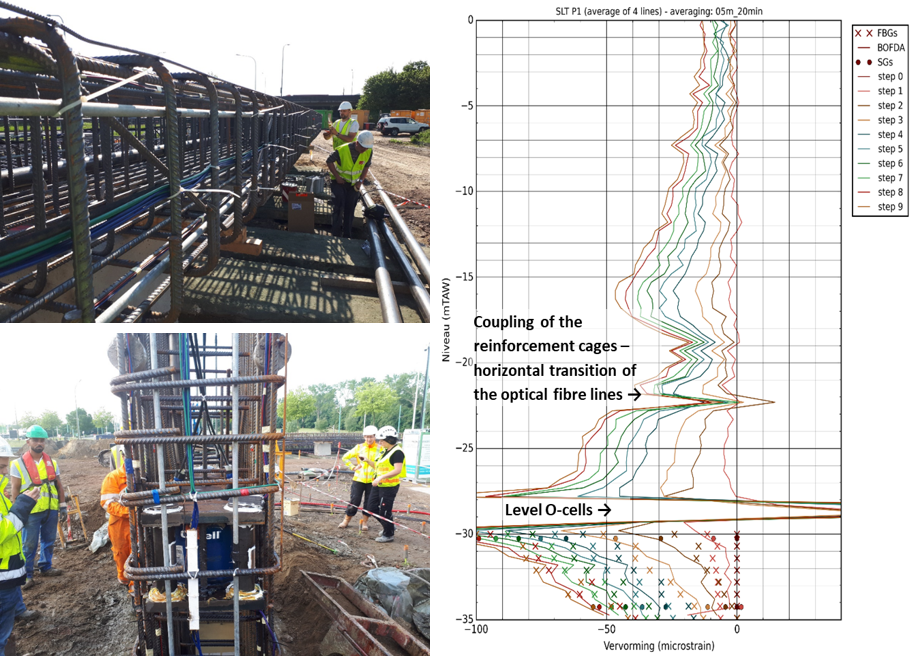 SLT P1 (average of 4 lines) - averaging: 05m_20min
0
−5
−10
−15
−20
−25
−30
−35
Niveau (mTAW)
Coupling of the
reinforcement cages –
horizontal transition of
the optical fibre lines →
Level O-cells →
−100
−50
0
Vervorming (microstrain)
FBGs
BOFDA
SGs
step 0
step 1
step 2
step 3
step 4
step 5
step 6
step 7
step 8
step 9